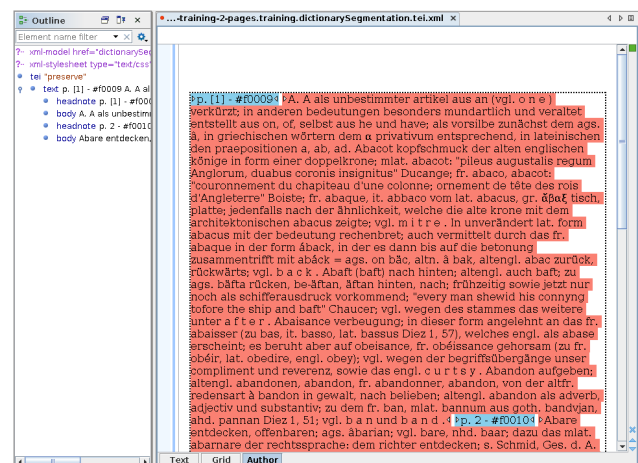 Outline
...-training-2-pages.training.dictionarySegmentation.tei.xml ×
Element name filter
xml-model href="dictionarySeg
xml-stylesheet type="text/css"
tei "preserve"
text p. [1] - #f0009 A. A al
headnote p. [1] - #f000
body A. A als unbestimm
headnote p. 2 - #f0010
body Abare entdecken,
p. [1] - #f0009 A. A als unbestimmter artikel aus an (vgl. o n e )
verkürzt; in anderen bedeutungen besonders mundartlich und veraltet
entstellt aus on, of, selbst aus he und have; als vorsilbe zunächst dem ags.
â, in griechischen wörtern dem α privativum entsprechend, in lateinischen
den praepositionen a, ab, ad. Abacot kopfschmuck der alten englischen
könige in form einer doppelkrone; mlat. abacot: "pileus augustalis regum
Anglorum, duabus coronis insignitus" Ducange; fr. abaco, abacot:
"couronnement du chapiteau d'une colonne; ornement de tête des rois
d'Angleterre" Boiste; fr. abaque, it. abbaco vom lat. abacus, gr. ἄβαξ tisch,
platte; jedenfalls nach der ähnlichkeit, welche die alte krone mit dem
architektonischen abacus zeigte; vgl. m i t r e . In unverändert lat. form
abacus mit der bedeutung rechenbret; auch vermittelt durch das fr.
abaque in der form áback, in der es dann bis auf die betonung
zusammentrifft mit abáck = ags. on bäc, altn. â bak, altengl. abac zurück,
rückwärts; vgl. b a c k . Abaft (baft) nach hinten; altengl. auch baft; zu
ags. bäfta rücken, be-äftan, äftan hinten, nach; frühzeitig sowie jetzt nur
noch als schifferausdruck vorkommend; "every man shewid his connyng
tofore the ship and baft" Chaucer; vgl. wegen des stammes das weitere
unter a f t e r . Abaisance verbeugung; in dieser form angelehnt an das fr.
abaisser (zu bas, it. basso, lat. bassus Diez 1, 57), welches engl. als abase
erscheint; es beruht aber auf obeisance, fr. obéissance gehorsam (zu fr.
obéir, lat. obedire, engl. obey); vgl. wegen der begriffsübergänge unser
compliment und reverenz, sowie das engl. c u r t s y . Abandon aufgeben;
altengl. abandonen, abandon, fr. abandonner, abandon, von der altfr.
redensart à bandon in gewalt, nach belieben; altengl. abandon als adverb,
adjectiv und substantiv; zu dem fr. ban, mlat. bannum aus goth. bandvjan,
ahd. pannan Diez 1, 51; vgl. b a n und b a n d . p. 2 - #f0010 Abare
entdecken, offenbaren; ags. âbarian; vgl. bare, nhd. baar; dazu das mlat.
abarnare der rechtssprache: dem richter entdecken; s. Schmid, Ges. d. A.
Text Grid Author